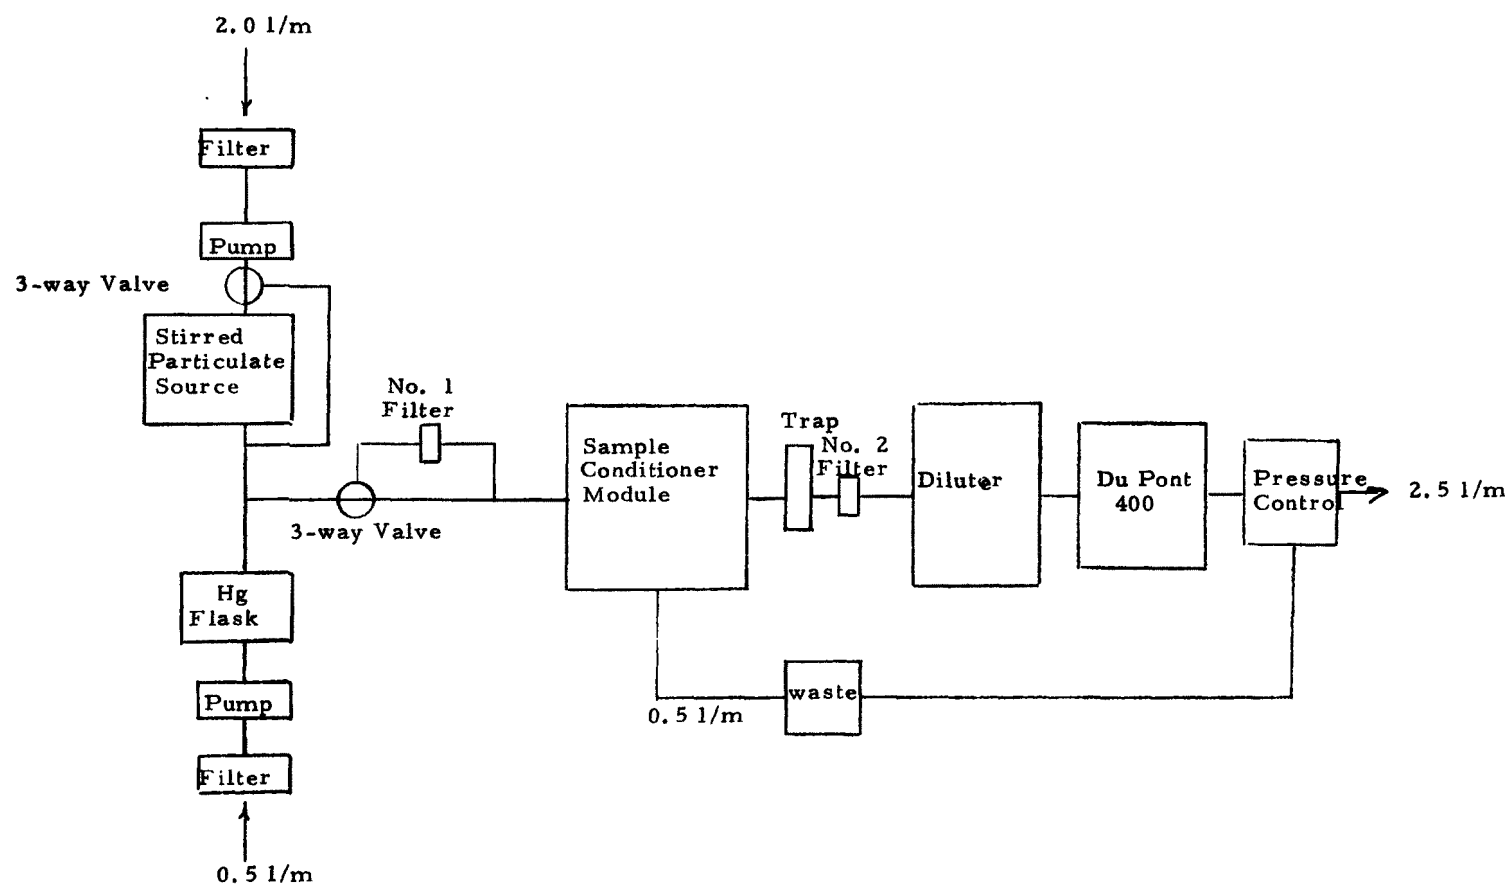 2.0 l/m
Filter
Pump
3-way Valve
Stirred
Particulate
Source
No. 1
Filter
3-way Valve
Hg
Flask
Pump
Filter
0.5 l/m
Sample
Conditioner
Module
Trap
No. 2
Filter
Diluter
Du Pont
400
Pressure
Control
2.5 l/m
0.5 l/m
waste